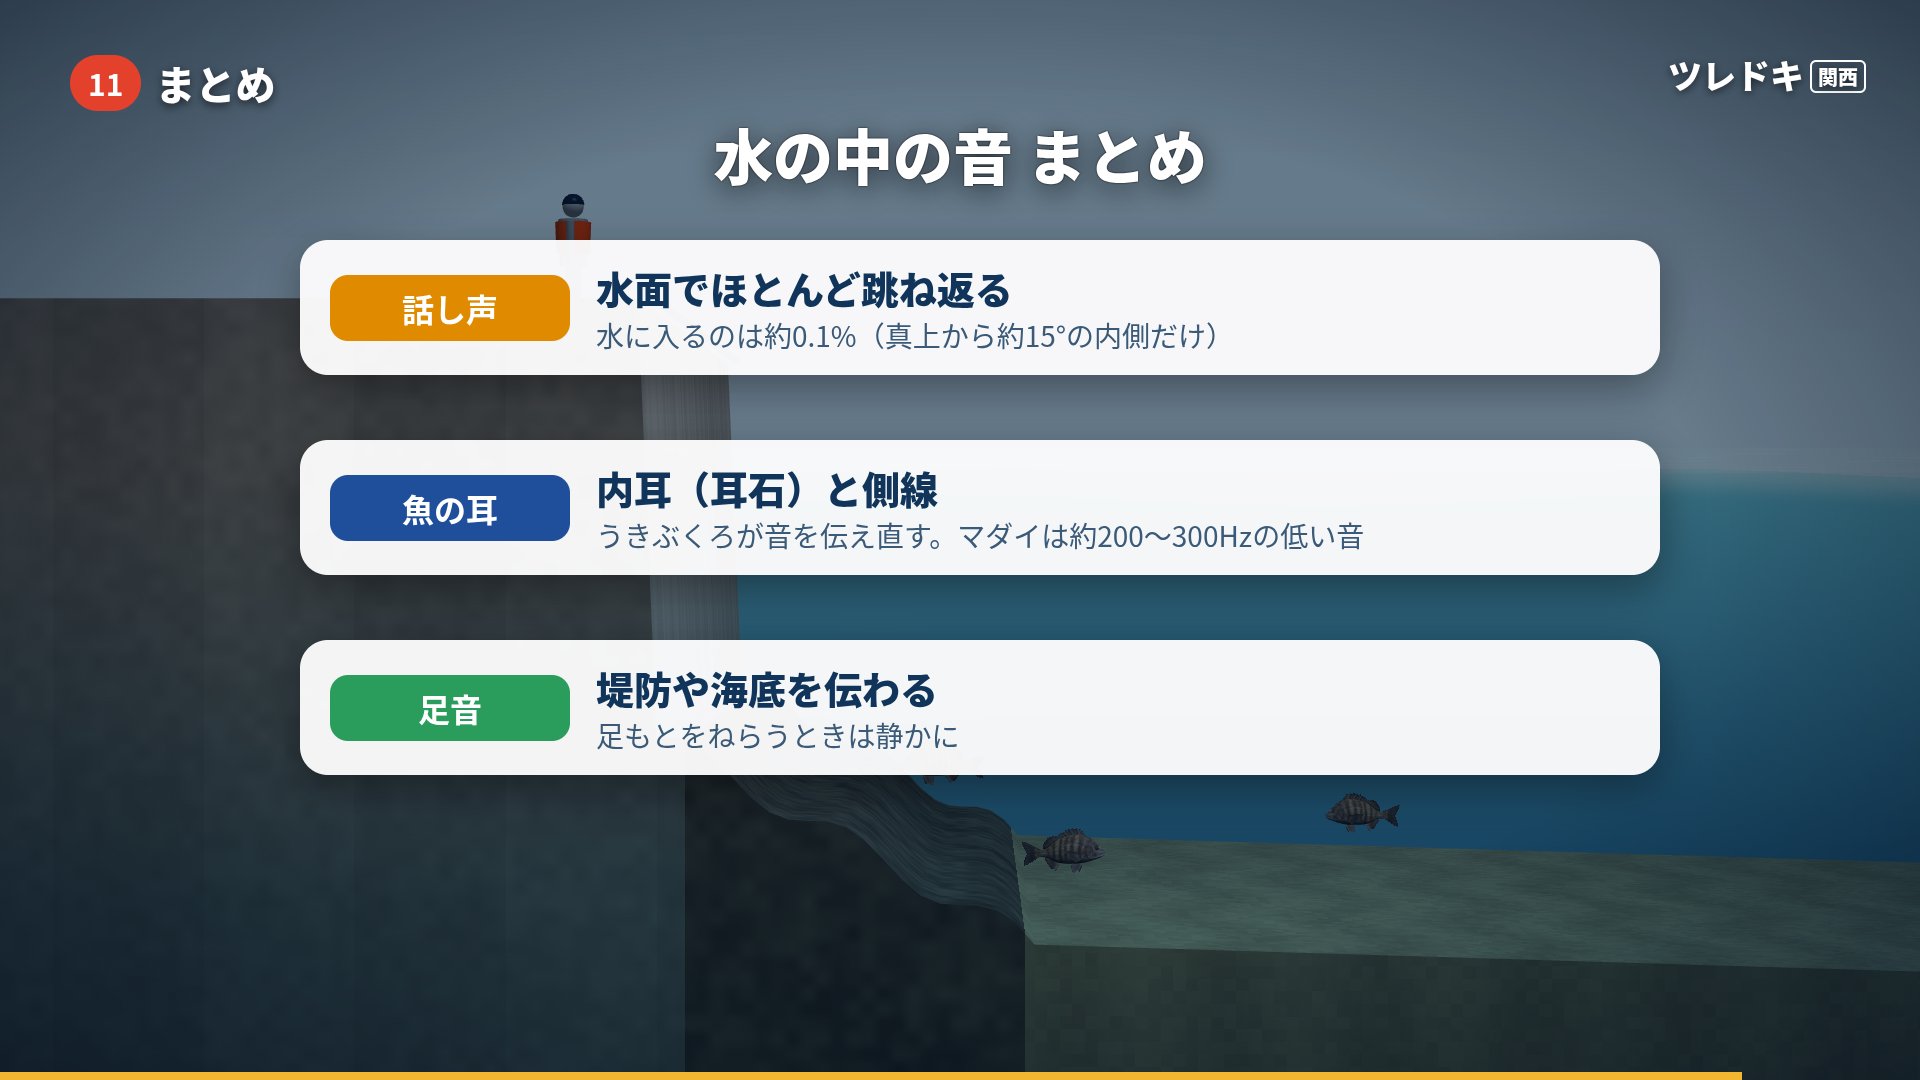 11 まとめ
ツレドキ 関西
水の中の音 まとめ
話し声
水面でほとんど跳ね返る
水に入るのは約0.1%（真上から約15°の内側だけ）
魚の耳
内耳（耳石）と側線
うきぶくろが音を伝え直す。マダイは約200〜300Hzの低い音
足音
堤防や海底を伝わる
足もとをねらうときは静かに